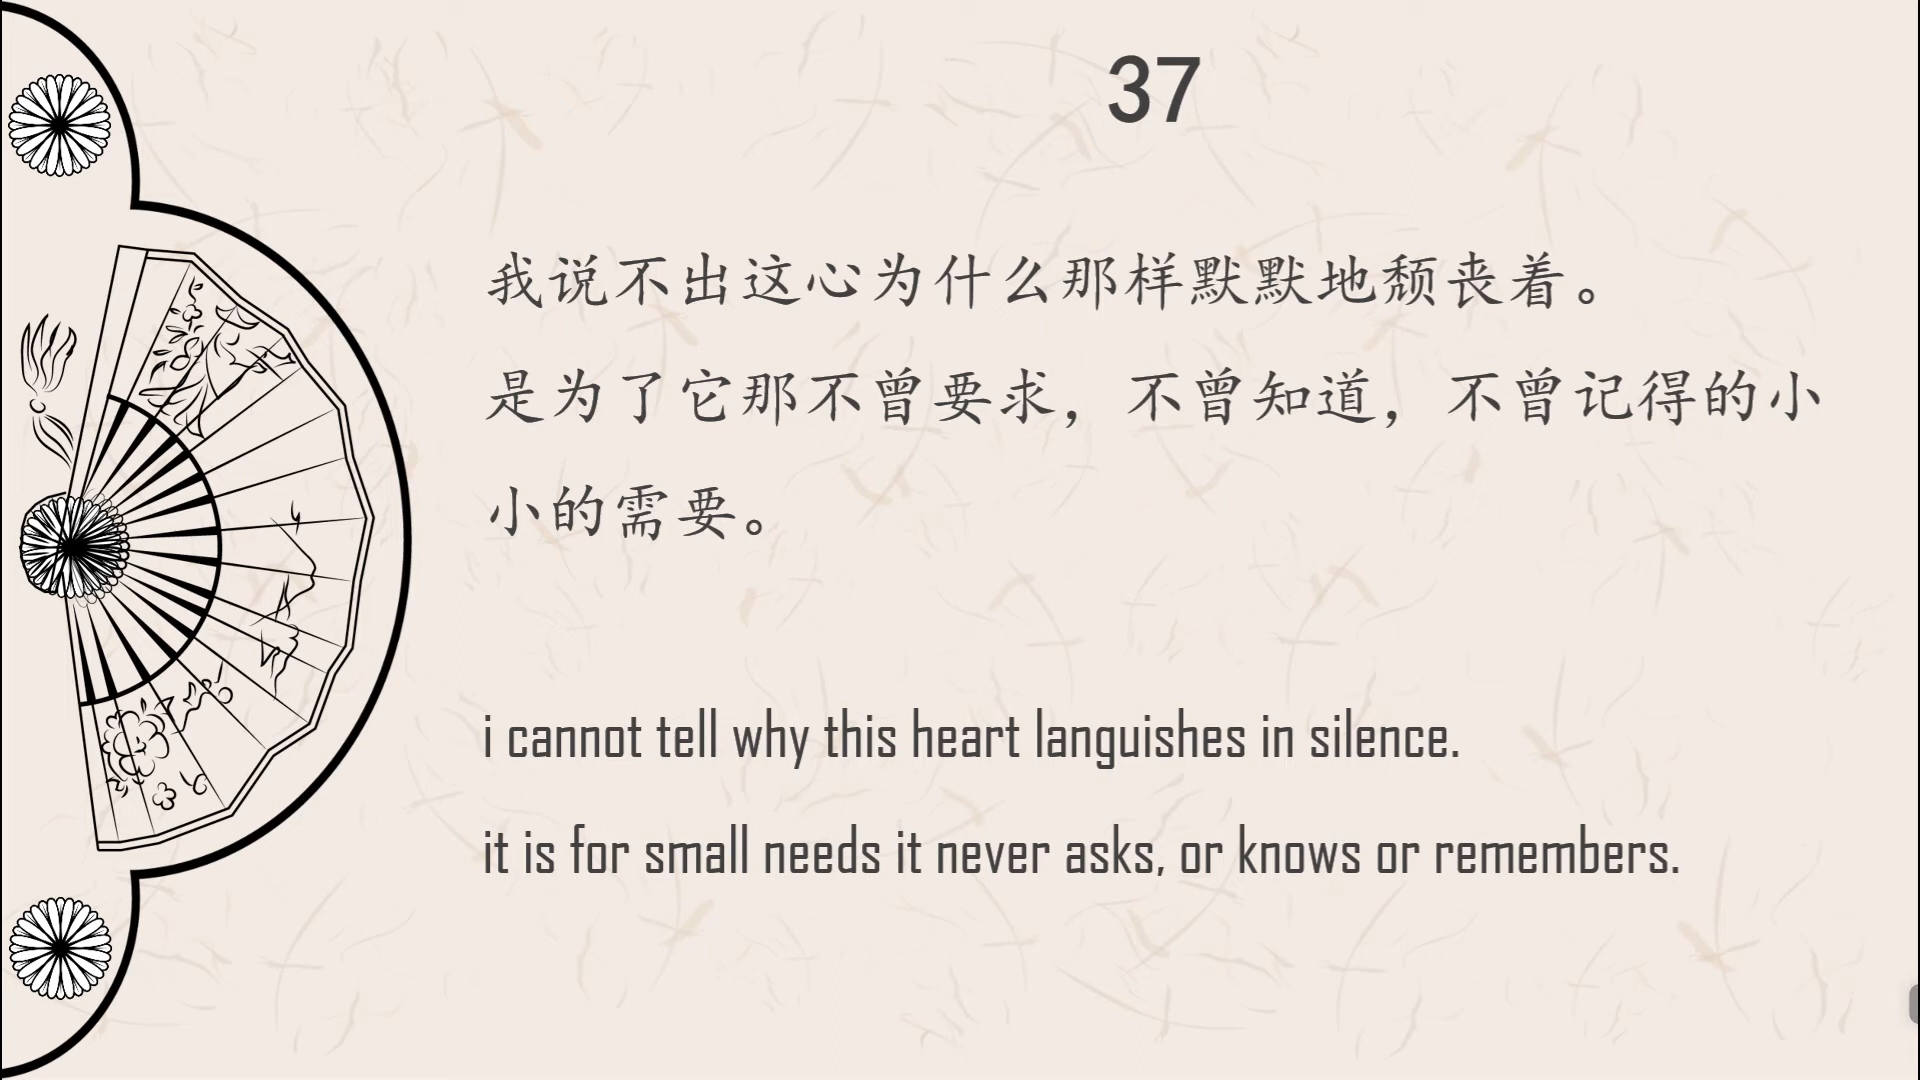 37
我说不出这心为什么那样默默地颓丧着。
是为了它那不曾要求，不曾知道，不曾记得的小
小的需要。
i cannot tell why this heart languishes in silence.
it is for small needs it never asks, or knows or remembers.